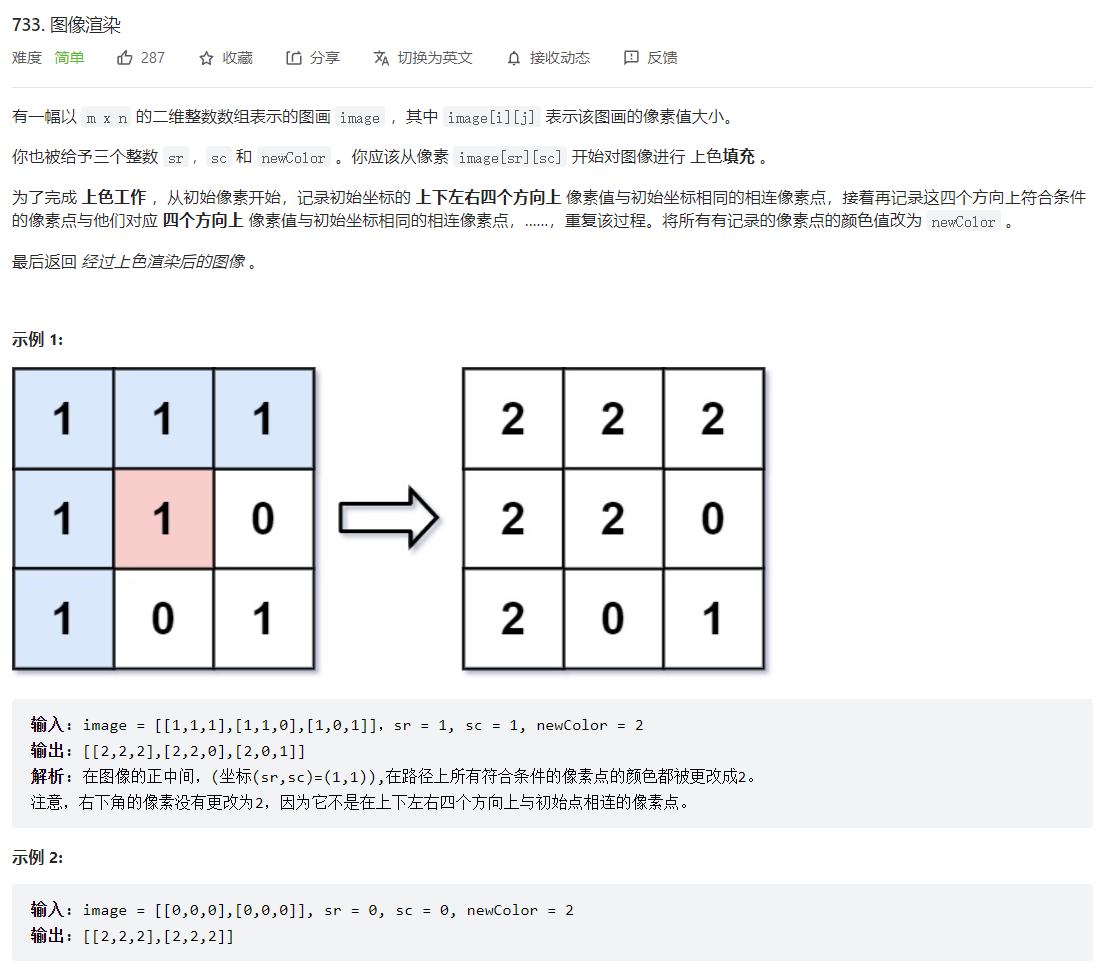 733. 图像渲染
难度 简单 287 收藏 分享 切换为英文 接收动态 反馈
有一幅以 m x n 的二维整数数组表示的图画 image ，其中 image[i][j] 表示该图画的像素值大小。
你也被给予三个整数 sr , sc 和 newColor 。你应该从像素 image[sr][sc] 开始对图像进行 上色填充 。
为了完成 上色工作 ，从初始像素开始，记录初始坐标的 上下左右四个方向上 像素值与初始坐标相同的相连像素点，接着再记录这四个方向上符合条件
的像素点与他们对应 四个方向上 像素值与初始坐标相同的相连像素点，……，重复该过程。将所有有记录的像素点的颜色值改为 newColor 。
最后返回 经过上色渲染后的图像 。
示例 1:
1 1 1 2 2 2
1 1 0 2 2 0
1 0 1 2 0 1
输入: image = [[1,1,1],[1,1,0],[1,0,1]]，sr = 1, sc = 1, newColor = 2
输出: [[2,2,2],[2,2,0],[2,0,1]]
解析: 在图像的正中间，(坐标(sr,sc)=(1,1)),在路径上所有符合条件的像素点的颜色都被更改成2。
注意，右下角的像素没有更改为2，因为它不是在上下左右四个方向上与初始点相连的像素点。
示例 2:
输入: image = [[0,0,0],[0,0,0]], sr = 0, sc = 0, newColor = 2
输出: [[2,2,2],[2,2,2]]